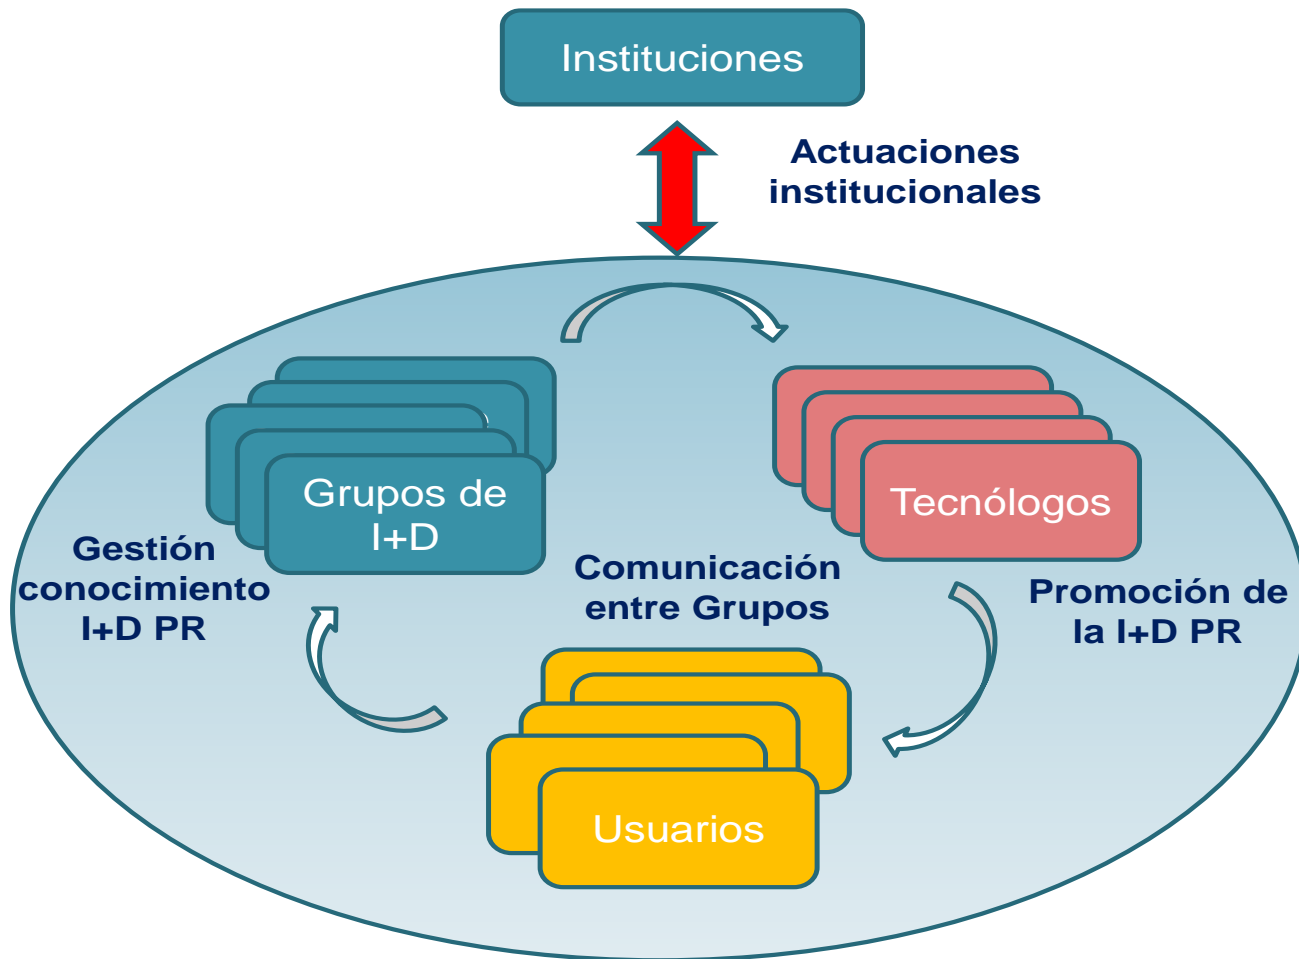 Instituciones
Actuaciones
institucionales
Grupos de
I+D
Tecnólogos
Gestión
conocimiento
I+D PR
Comunicación
entre Grupos
Promoción de
la I+D PR
Usuarios